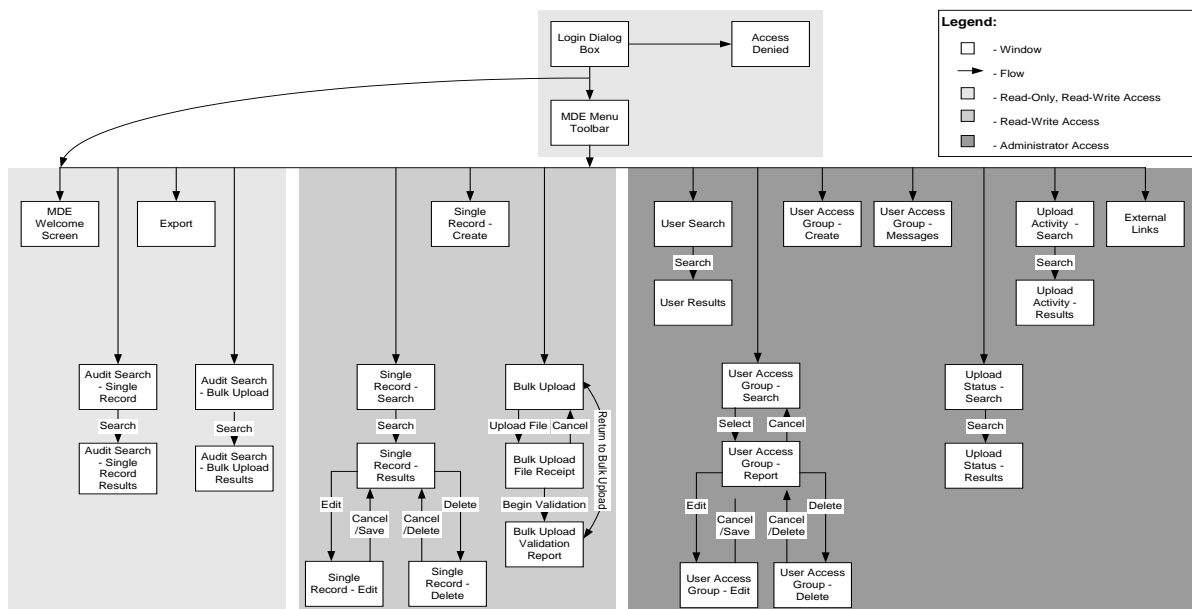 Login Dialog
Box
Access
Denied
MDE Menu
Toolbar
Legend:
- Window
- Flow
- Read-Only, Read-Write Access
- Read-Write Access
- Administrator Access
MDE
Welcome
Screen
Export
Single
Record -
Create
User Search
User Access
Group -
Create
User Access
Group -
Messages
Upload
Activity -
Search
External
Links
Search
Search
User Results
Upload
Activity -
Results
Audit Search
- Single
Record
Audit Search
- Bulk Upload
Single
Record -
Search
Bulk Upload
User Access
Group -
Search
Upload
Status -
Search
Search
Search
Search
Upload File
Cancel
Return to Bulk Upload
Select
Cancel
Search
Audit Search
- Single
Record
Results
Audit Search
- Bulk Upload
Results
Single
Record -
Results
Bulk Upload
File Receipt
User Access
Group -
Report
Upload
Status -
Results
Edit
Cancel
/Save
Cancel
/Delete
Delete
Begin Validation
Edit
Cancel
/Save
Cancel
/Delete
Delete
Bulk Upload
Validation
Report
Single
Record - Edit
Single
Record -
Delete
User Access
Group - Edit
User Access
Group -
Delete